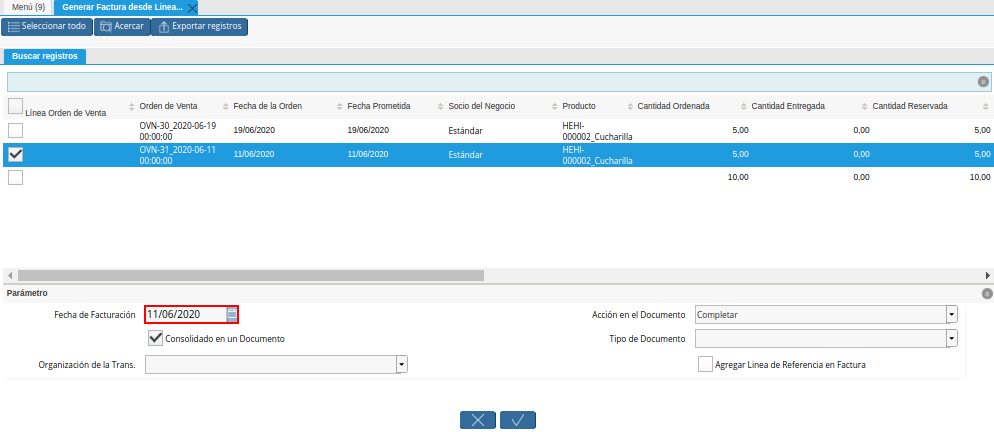 Menú (9)
Generar Factura desde Línea...
Seleccionar todo
Acercar
Exportar registros
Buscar registros
Línea Orden de Venta
Orden de Venta
Fecha de la Orden
Fecha Prometida
Socio del Negocio
Producto
Cantidad Ordenada
Cantidad Entregada
Cantidad Reservada
OVN-30_2020-06-19
00:00:00
19/06/2020
19/06/2020
Estándar
HEHI-
000002_Cucharilla
5,00
0,00
5,00
OVN-31_2020-06-11
00:00:00
11/06/2020
11/06/2020
Estándar
HEHI-
000002_Cucharilla
5,00
0,00
5,00
10,00
0,00
10,00
Parámetro
Fecha de Facturación
11/06/2020
Acción en el Documento
Completar
Consolidado en un Documento
Tipo de Documento
Organización de la Trans.
Agregar Linea de Referencia en Factura